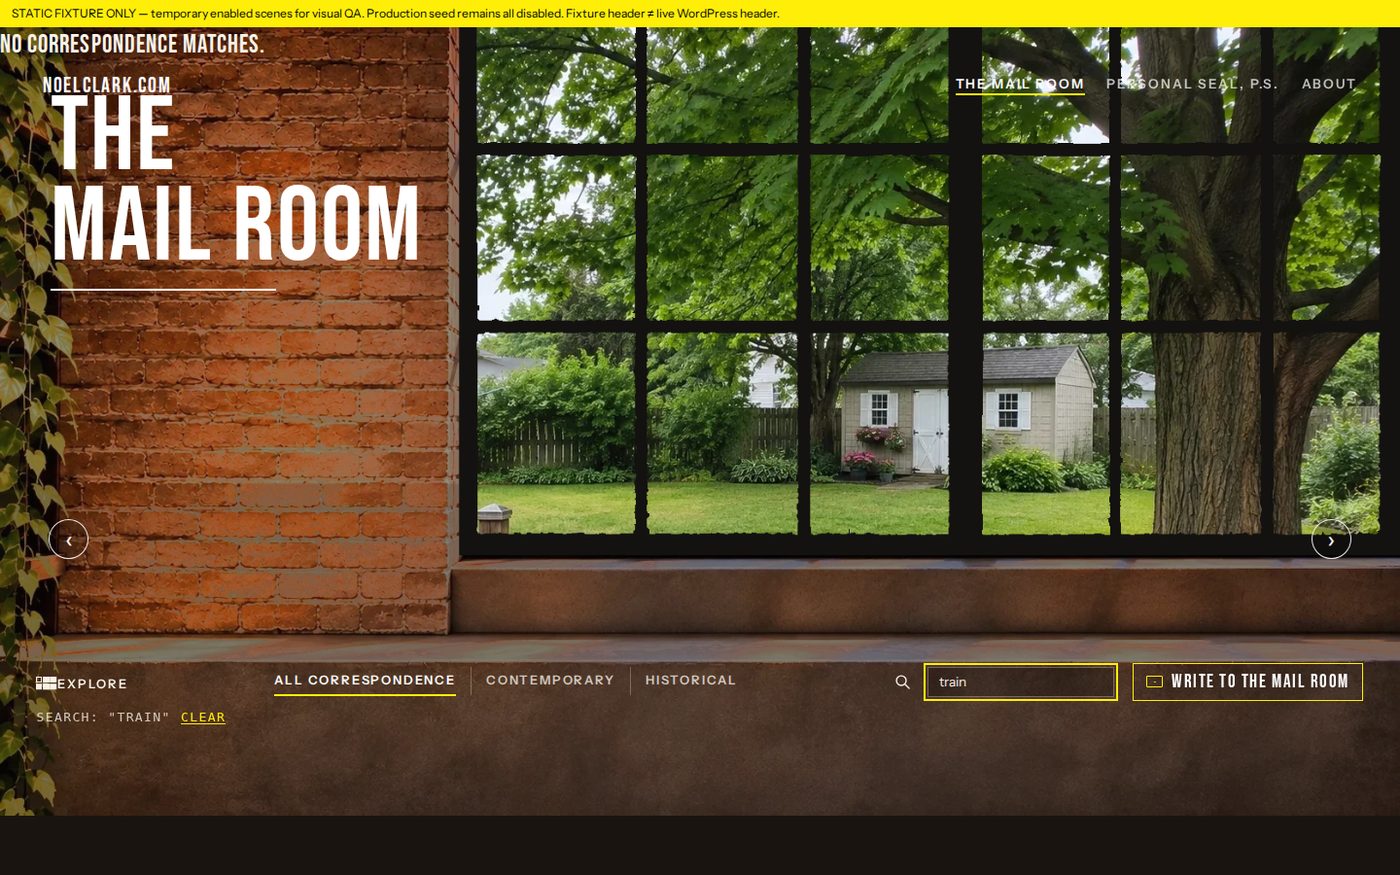 STATIC FIXTURE ONLY — temporary enabled scenes for visual QA. Production seed remains all disabled. Fixture header ≠ live WordPress header.
NO CORRESPONDENCE MATCHES.
NOELCLARK.COM
THE MAIL ROOM
PERSONAL SEAL, P.S.
ABOUT
THE
MAIL ROOM
‹
›
EXPLORE
ALL CORRESPONDENCE
CONTEMPORARY
HISTORICAL
train
WRITE TO THE MAIL ROOM
SEARCH: "TRAIN" CLEAR